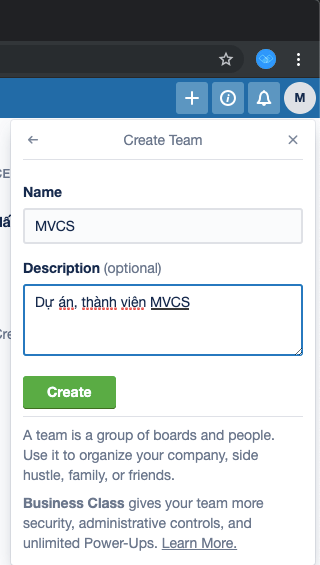 M
Create Team
CE
Name
MVCS
Description (optional)
Dự án, thành viên MVCS
Cre
Create
A team is a group of boards and people.
Use it to organize your company, side
hustle, family, or friends.
Business Class gives your team more
security, administrative controls, and
unlimited Power-Ups. Learn More.